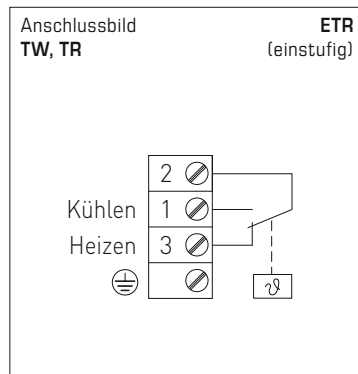 Anschlussbild ETR
TW, TR (einstufig)
2
Kühlen 1
Heizen 3
ϑ